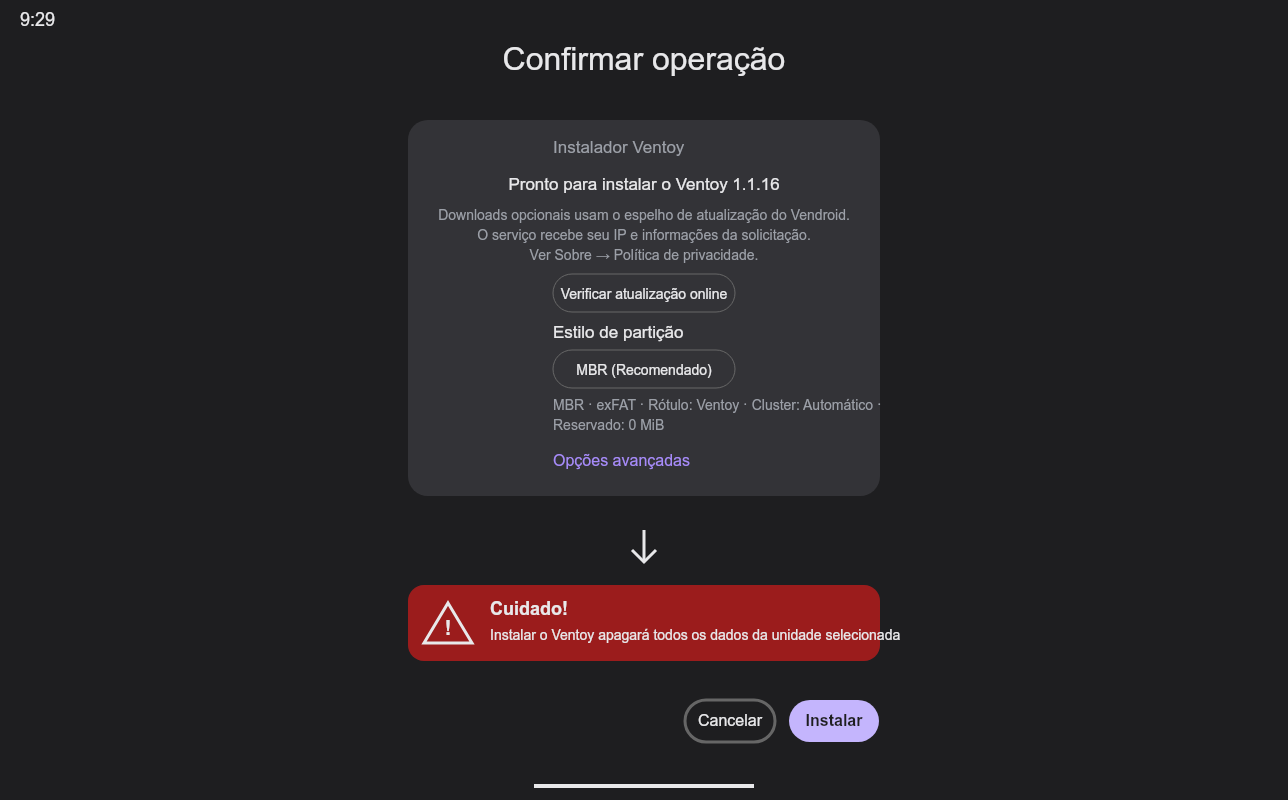 9:29
Confirmar operação
Instalador Ventoy
Pronto para instalar o Ventoy 1.1.16
Downloads opcionais usam o espelho de atualização do Vendroid.
O serviço recebe seu IP e informações da solicitação.
Ver Sobre → Política de privacidade.
Verificar atualização online
Estilo de partição
MBR (Recomendado)
MBR · exFAT · Rótulo: Ventoy · Cluster: Automático ·
Reservado: 0 MiB
Opções avançadas
Cuidado!
Instalar o Ventoy apagará todos os dados da unidade selecionada
Cancelar
Instalar